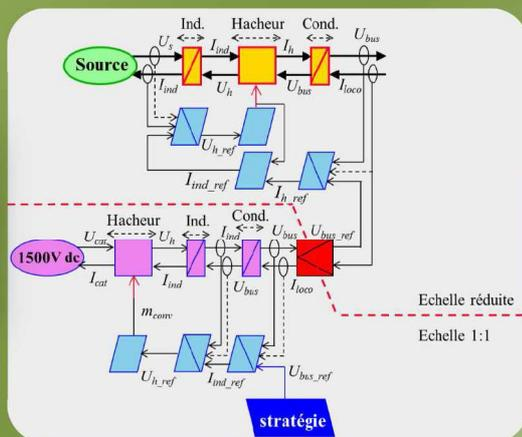 Ind. Hacheur Cond.
U_s I_ind I_h U_bus
Source
I_ind U_h U_bus I_loco
U_h_ref
I_ind_ref
I_h_ref
Hacheur Ind. Cond.
U_cat U_h I_ind U_bus U_bus_ref
1500V dc
I_cat I_ind U_bus I_loco
m_conv
Echelle réduite
Echelle 1:1
U_h_ref I_ind_ref U_bus_ref
stratégie